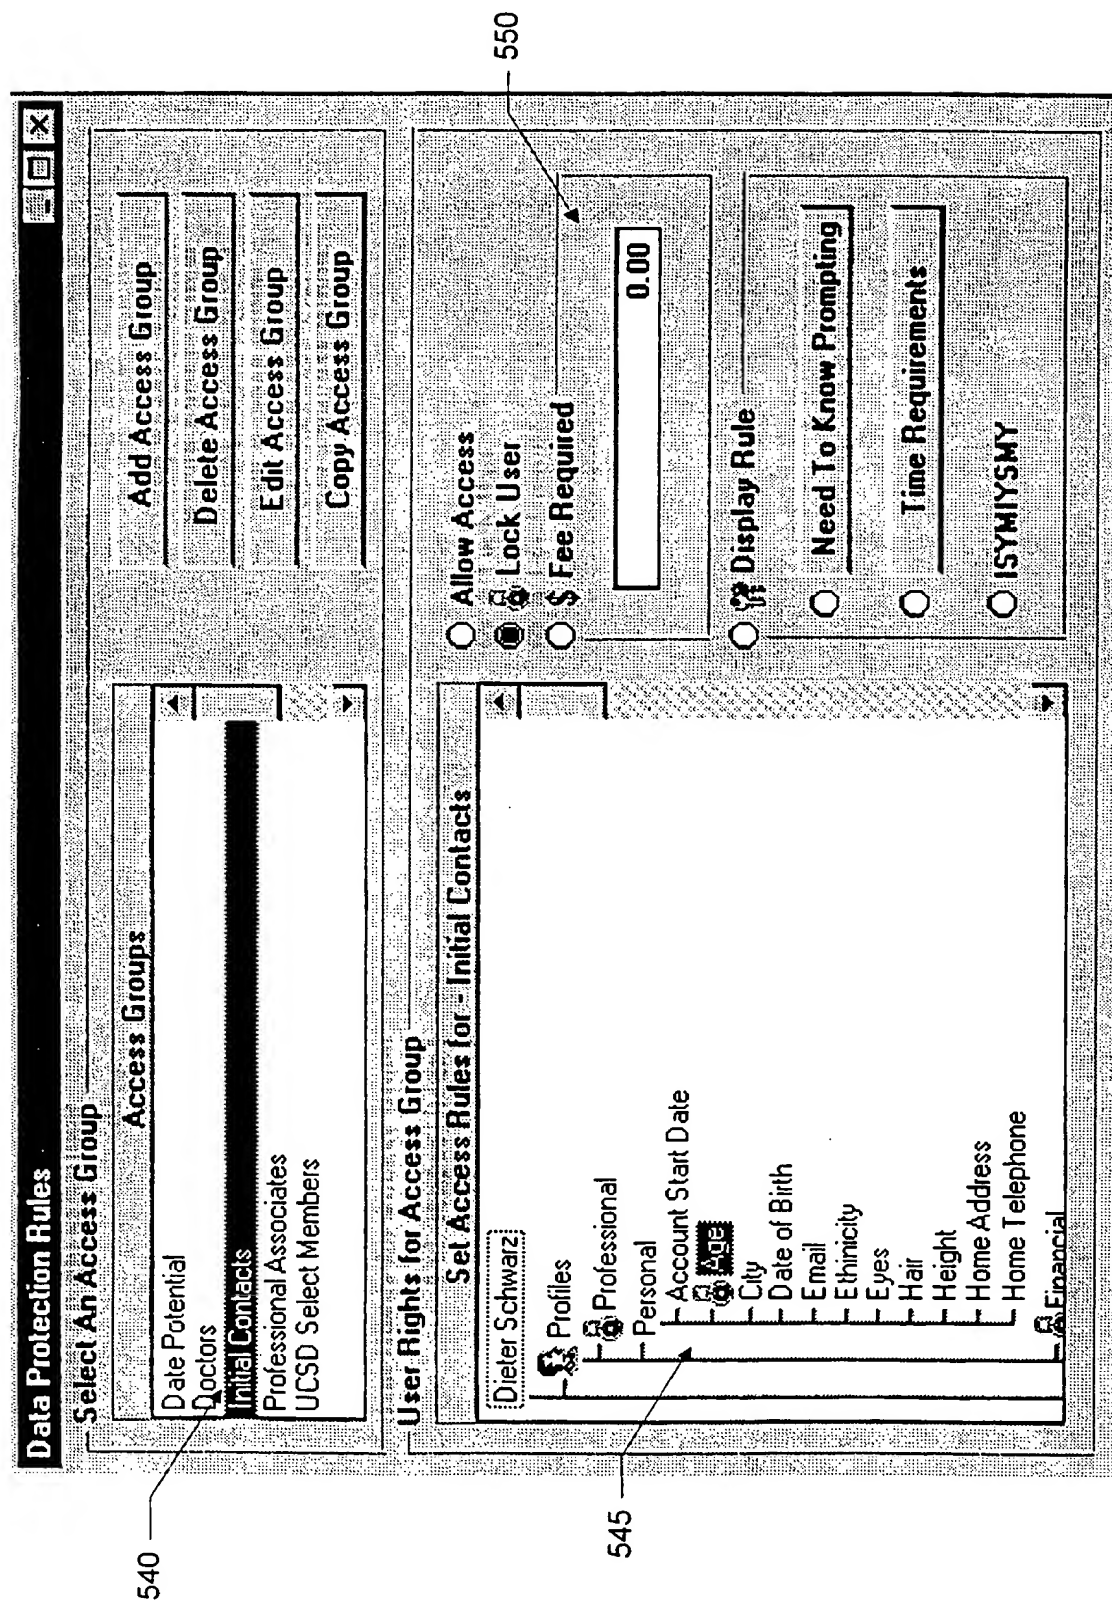 Data Protection Rules
Select An Access Group
Access Groups
Date Potential
Doctors
Initial Contacts
Professional Associates
UCSD Select Members
Add Access Group
Delete Access Group
Edit Access Group
Copy Access Group
540
User Rights for Access Group
Set Access Rules for - Initial Contacts
Dieter Schwarz
Profiles
Professional
Personal
Account Start Date
Age
City
Date of Birth
Email
Ethinicity
Eyes
Hair
Height
Home Address
Home Telephone
Financial
545
Allow Access
Lock User
$ Fee Required
0.00
550
Display Rule
Need To Know Prompting
Time Requirements
ISYMIYSMY